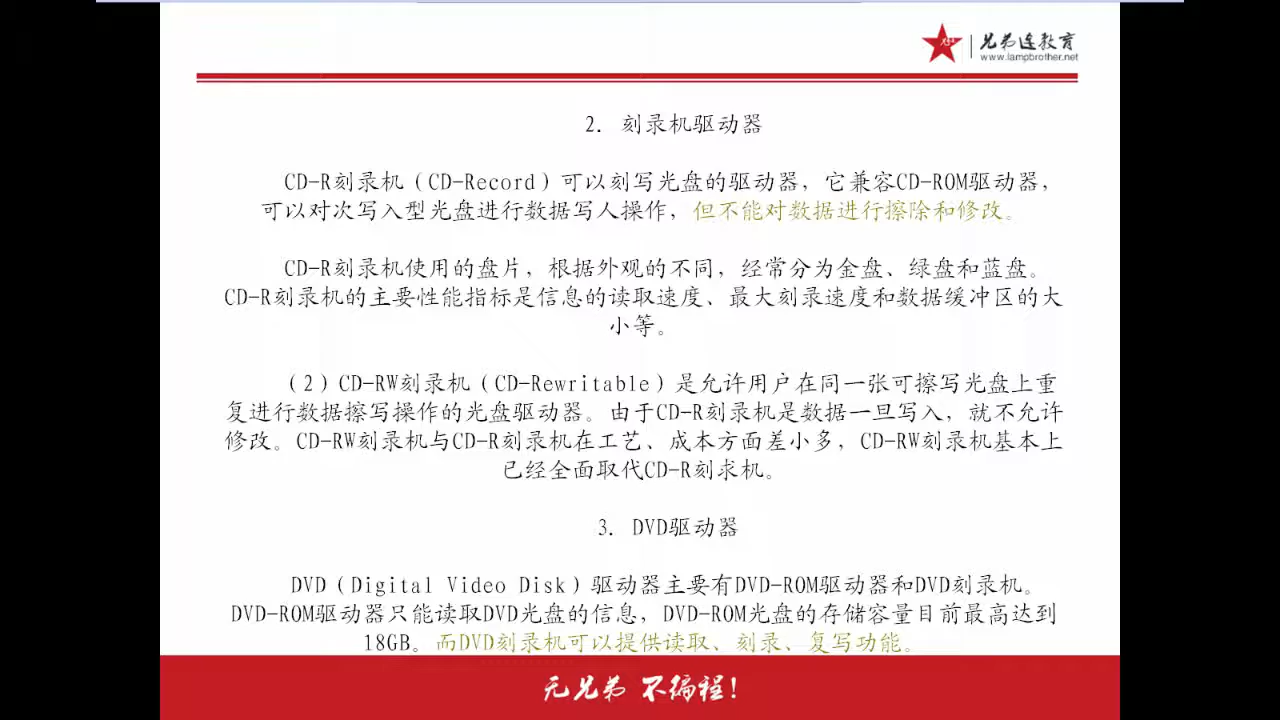 兄弟连教育
www.lampbrother.net
2. 刻录机驱动器
CD-R刻录机（CD-Record）可以刻写光盘的驱动器，它兼容CD-ROM驱动器，
可以对次写入型光盘进行数据写人操作，但不能对数据进行擦除和修改。
CD-R刻录机使用的盘片，根据外观的不同，经常分为金盘、绿盘和蓝盘。
CD-R刻录机的主要性能指标是信息的读取速度、最大刻录速度和数据缓冲区的大
小等。
（2）CD-RW刻录机（CD-Rewritable）是允许用户在同一张可擦写光盘上重
复进行数据擦写操作的光盘驱动器。由于CD-R刻录机是数据一旦写入，就不允许
修改。CD-RW刻录机与CD-R刻录机在工艺、成本方面差小多，CD-RW刻录机基本上
已经全面取代CD-R刻求机。
3. DVD驱动器
DVD（Digital Video Disk）驱动器主要有DVD-ROM驱动器和DVD刻录机。
DVD-ROM驱动器只能读取DVD光盘的信息，DVD-ROM光盘的存储容量目前最高达到
18GB。而DVD刻录机可以提供读取、刻录、复写功能。
无兄弟 不编程！